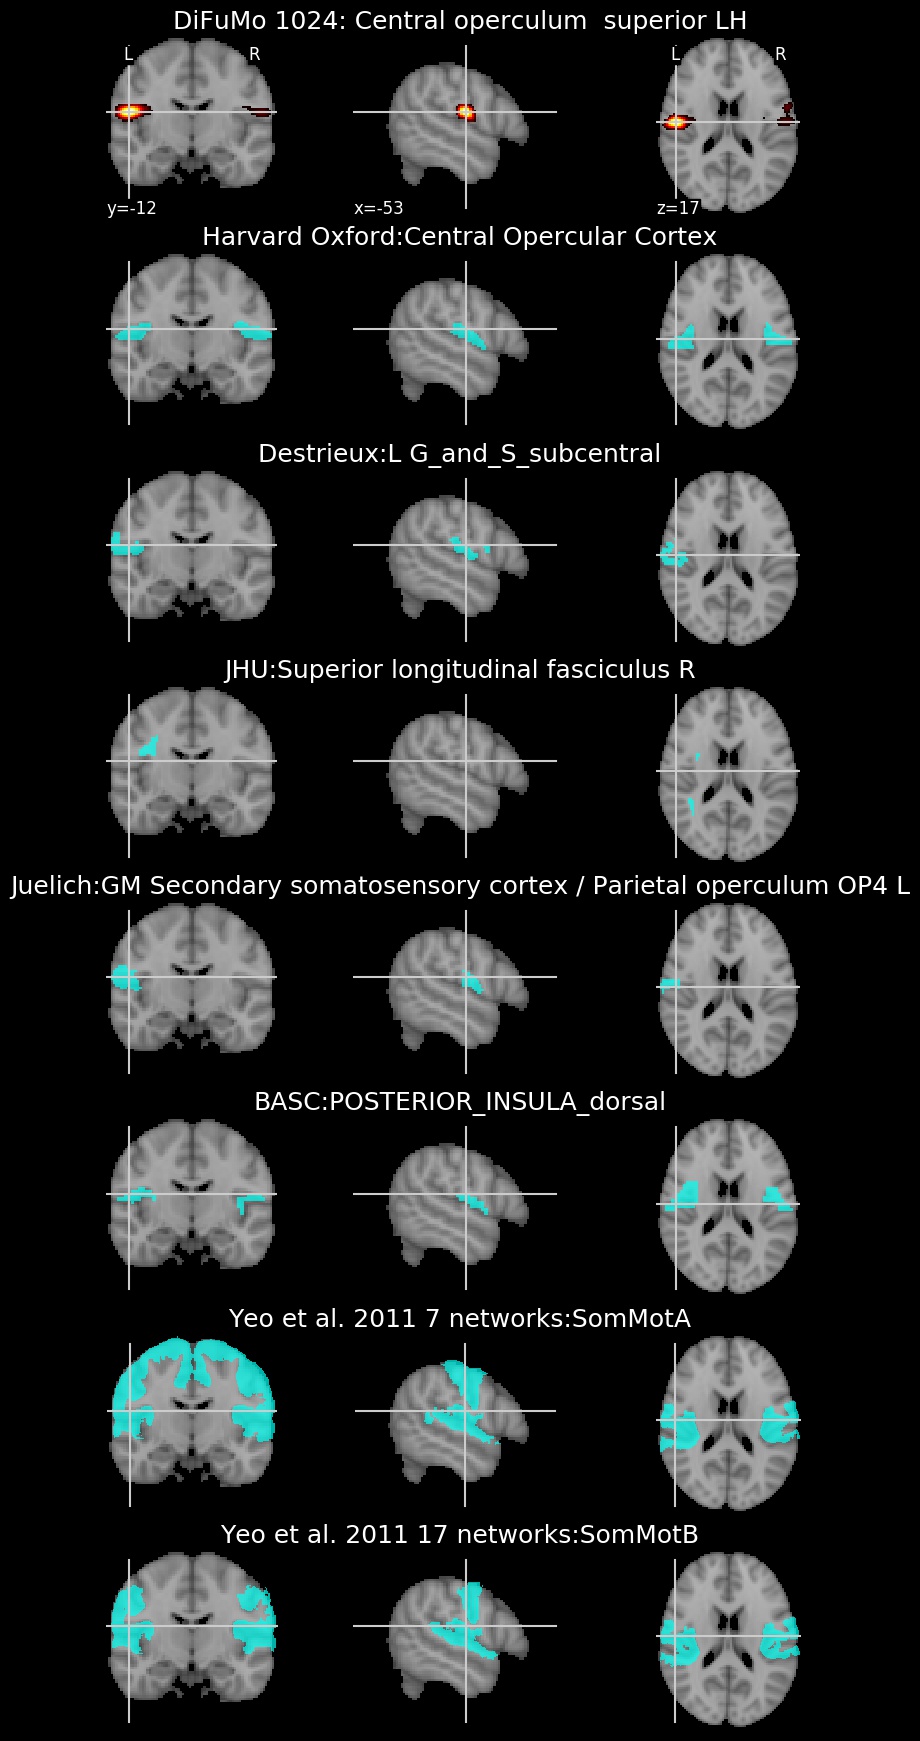 DiFuMo 1024: Central operculum  superior LH
L R L R
y=-12 x=-53 z=17
Harvard Oxford:Central Opercular Cortex
Destrieux:L G_and_S_subcentral
JHU:Superior longitudinal fasciculus R
Juelich:GM Secondary somatosensory cortex / Parietal operculum OP4 L
BASC:POSTERIOR_INSULA_dorsal
Yeo et al. 2011 7 networks:SomMotA
Yeo et al. 2011 17 networks:SomMotB